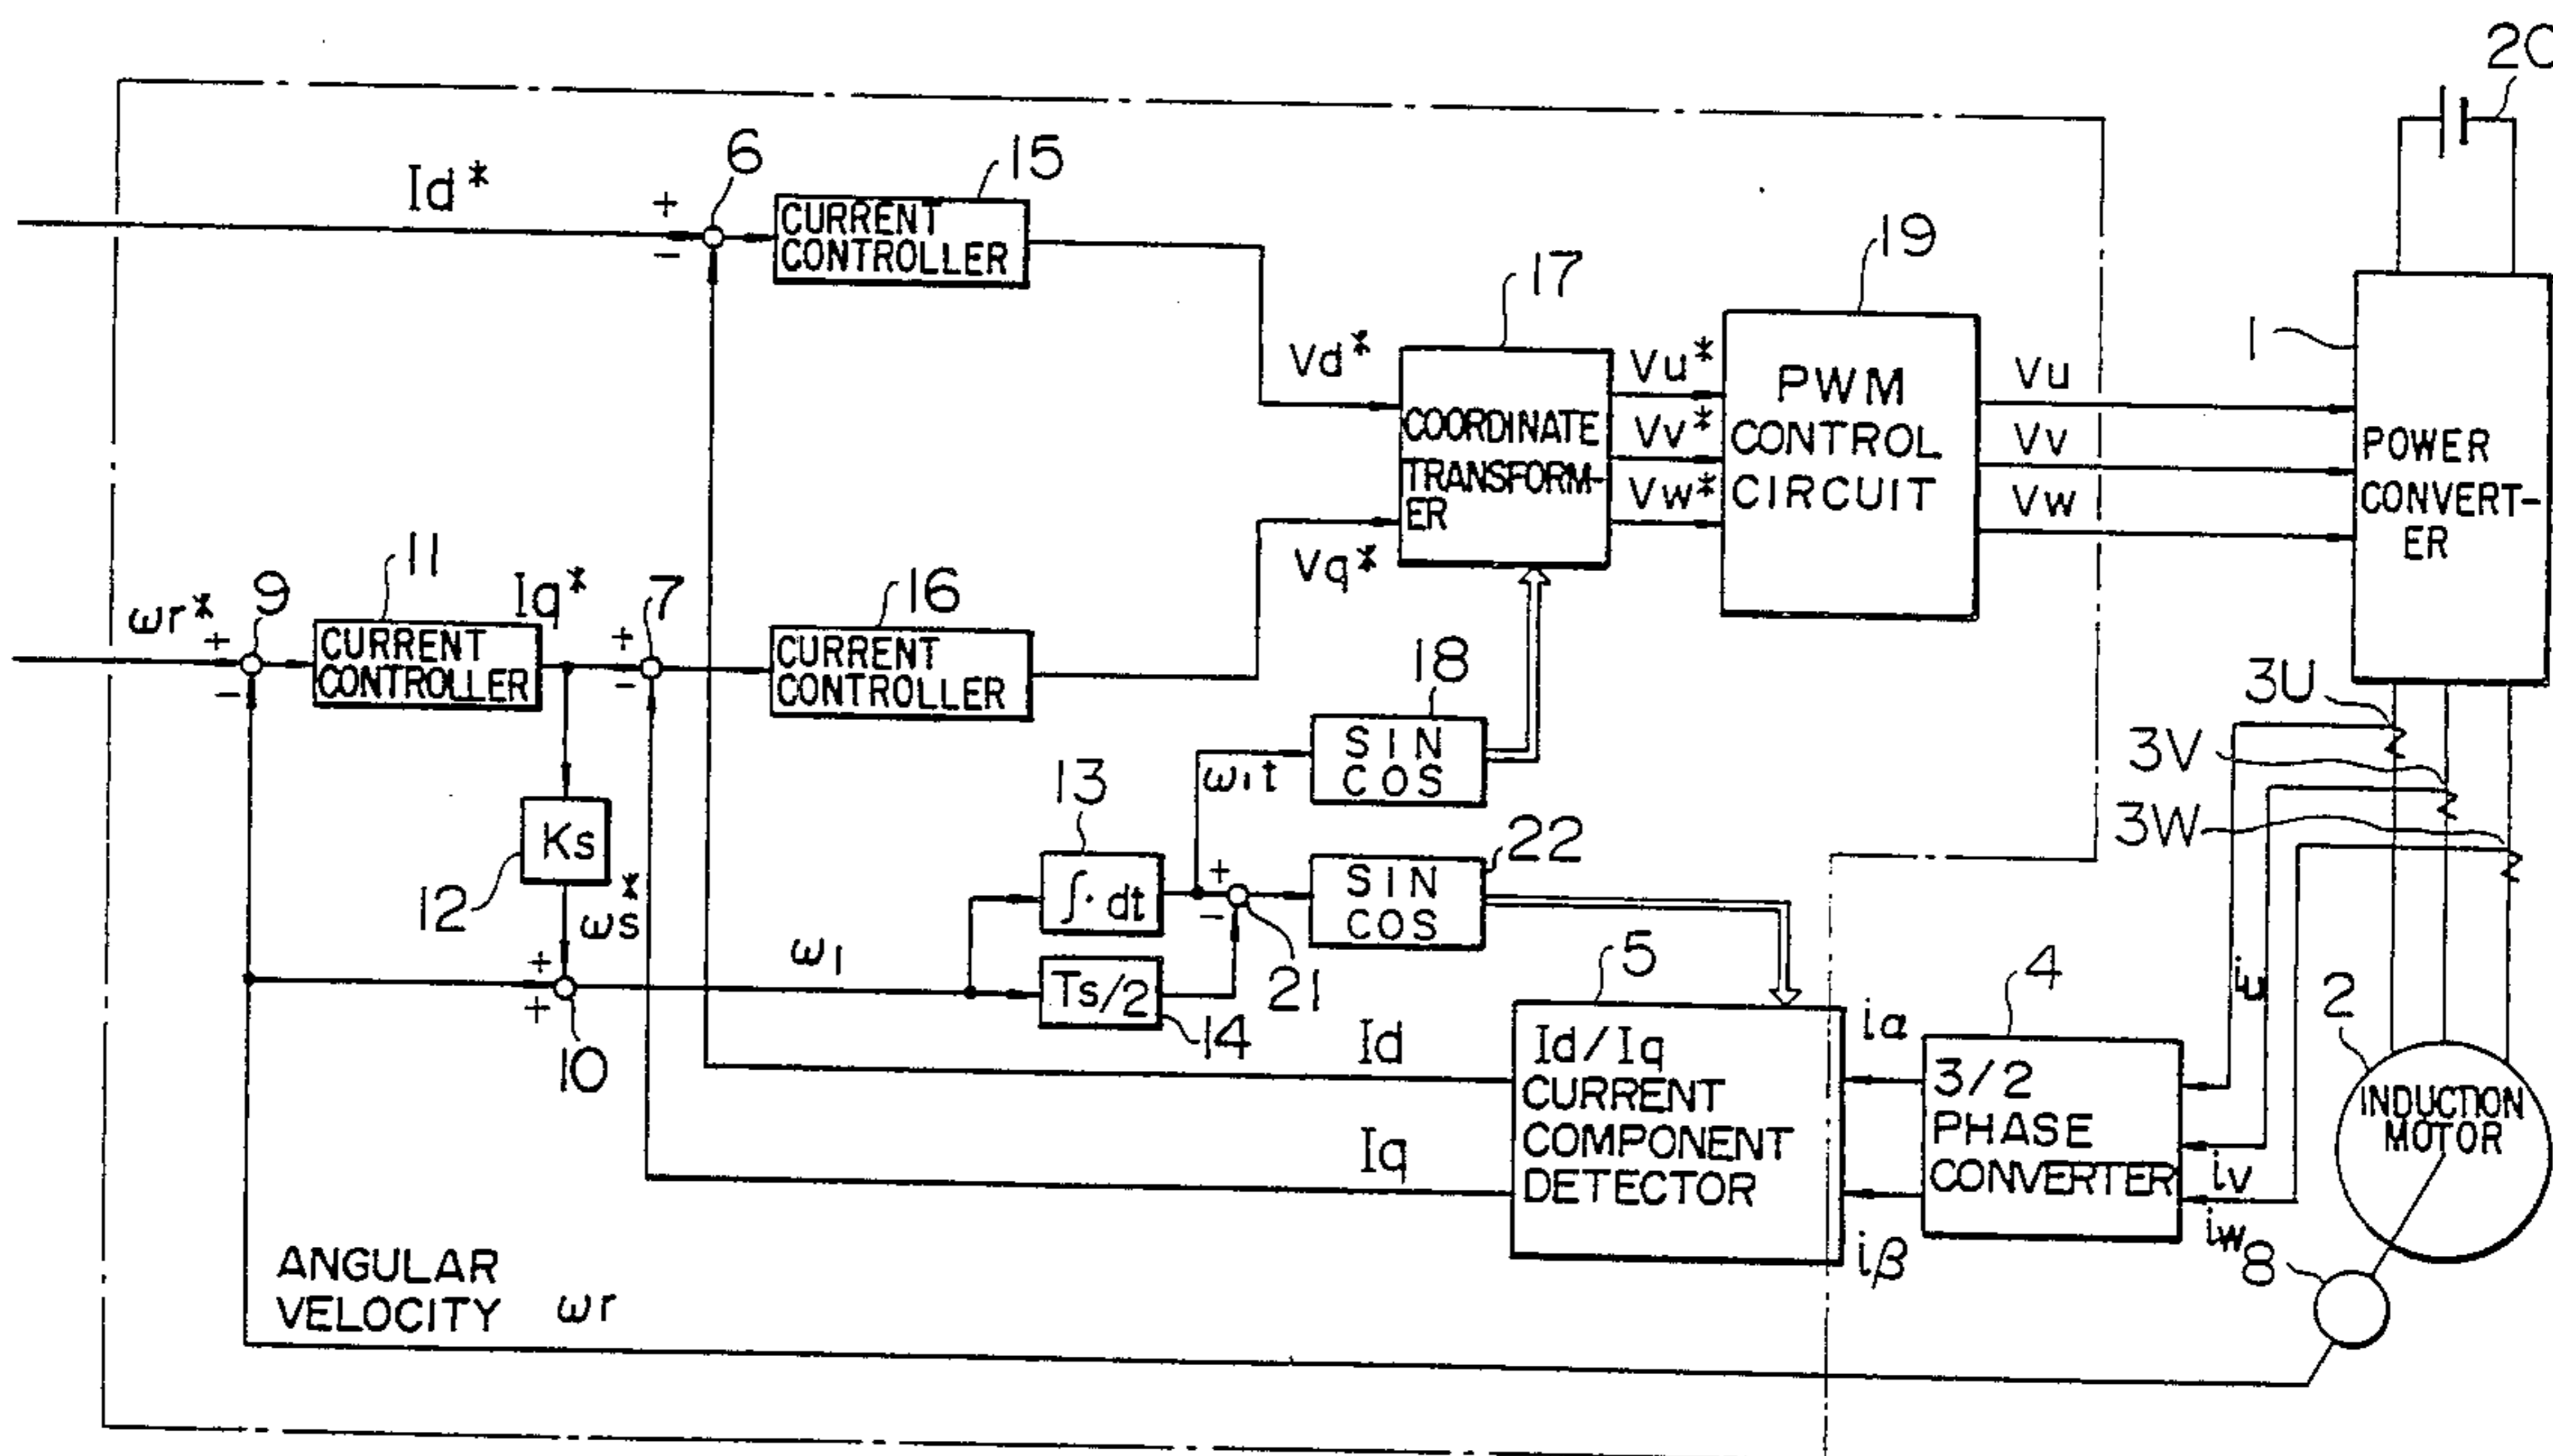 20
6
15
Id*
+
-
CURRENT
CONTROLLER
19
17
1
Vd*
Vu*
PWM
CONTROL
CIRCUIT
Vu
COORDINATE
TRANSFORM-
ER
Vv*
Vv
POWER
CONVERT-
ER
Vw*
Vw
Vq*
11
Iq*
9
7
16
ωr*
+
-
CURRENT
CONTROLLER
+
-
CURRENT
CONTROLLER
18
3U
SIN
COS
3V
ω1t
13
3W
Ks
12
ωs*
22
∫·dt
+
-
SIN
COS
21
ω1
+
+
10
Ts/2
14
5
4
iu
2
iα
Id
Id/Iq
CURRENT
COMPONENT
DETECTOR
3/2
PHASE
CONVERTER
INDUCTION
MOTOR
Iq
iv
iw
8
iβ
ANGULAR
VELOCITY ωr